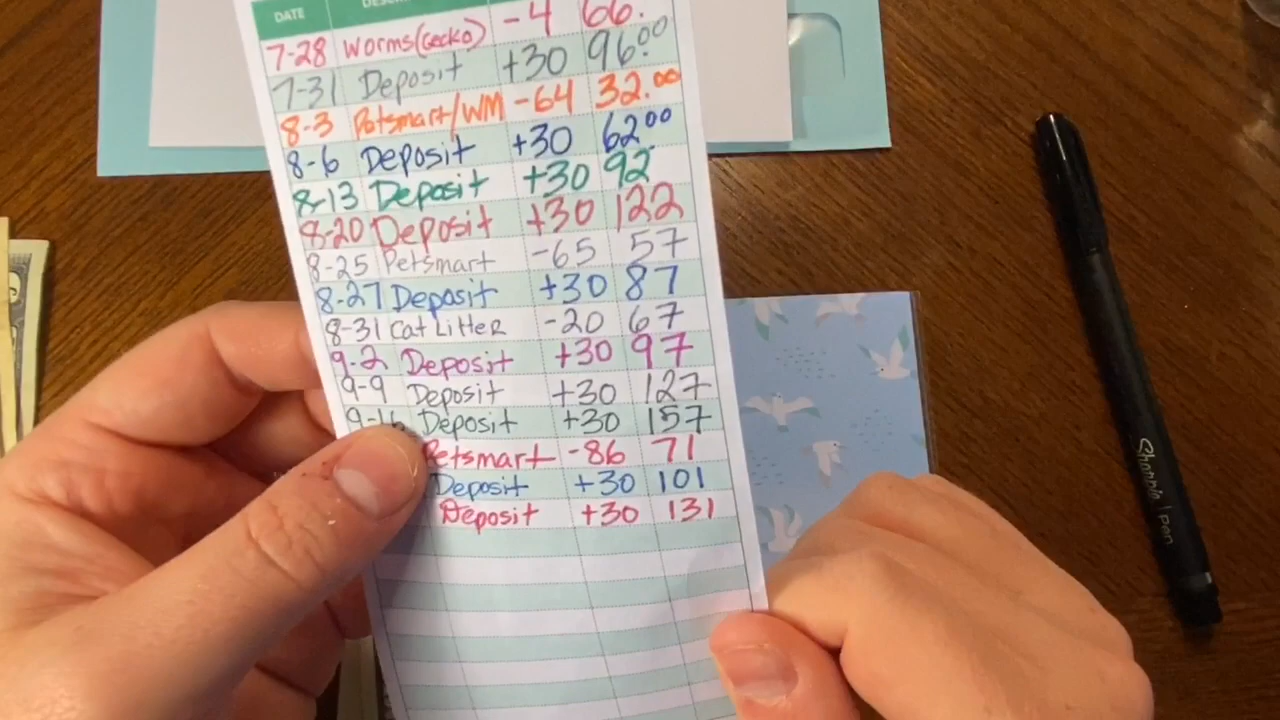 DATE
7-28 Worms(Gecko) -4 66.
7-31 Deposit +30 96.00
8-3 Petsmart/WM -64 32.00
8-6 Deposit +30 62.00
8-13 Deposit +30 92
8-20 Deposit +30 122
8-25 Petsmart -65 57
8-27 Deposit +30 87
8-31 Cat Litter -20 67
9-2 Deposit +30 97
9-9 Deposit +30 127
9-16 Deposit +30 157
Petsmart -86 71
Deposit +30 101
Deposit +30 131
Sharpie | Pen